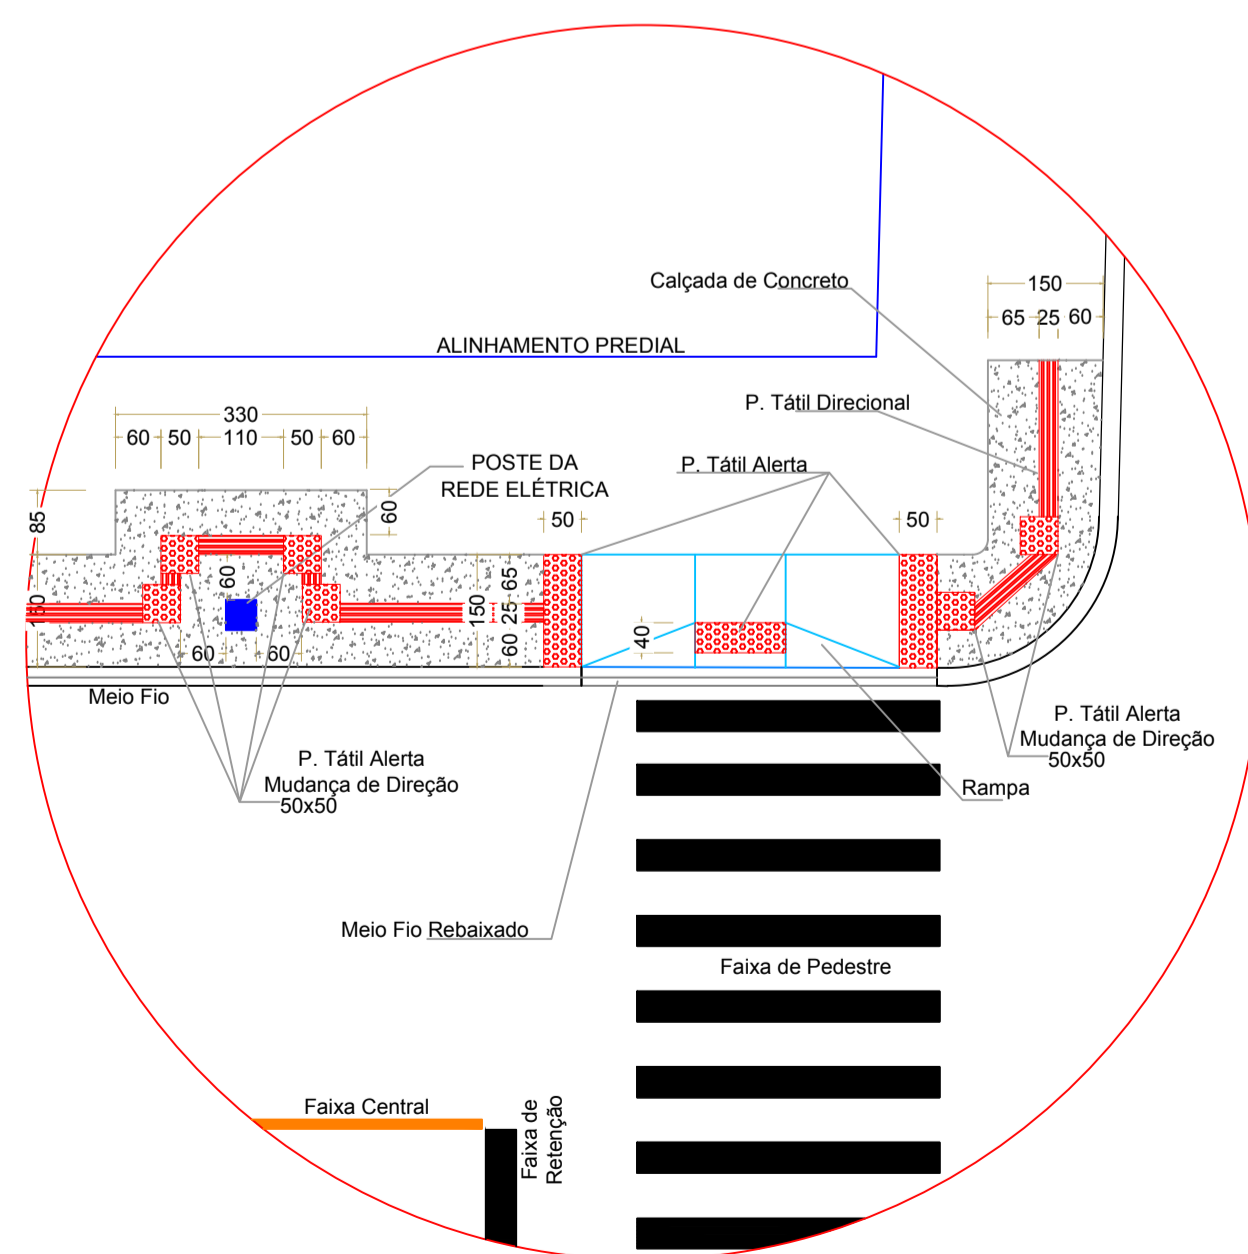 Calçada de Concreto
150
65 25 60
ALINHAMENTO PREDIAL
P. Tátil Direcional
330
60 50 110 50 60
POSTE DA
REDE ELÉTRICA
P. Tátil Alerta
85
60
50
50
60
65
150
150
25
60
40
60
60
Meio Fio
P. Tátil Alerta
Mudança de Direção
50x50
P. Tátil Alerta
Mudança de Direção
50x50
Rampa
Meio Fio Rebaixado
Faixa de Pedestre
Faixa Central
Faixa de
Retenção